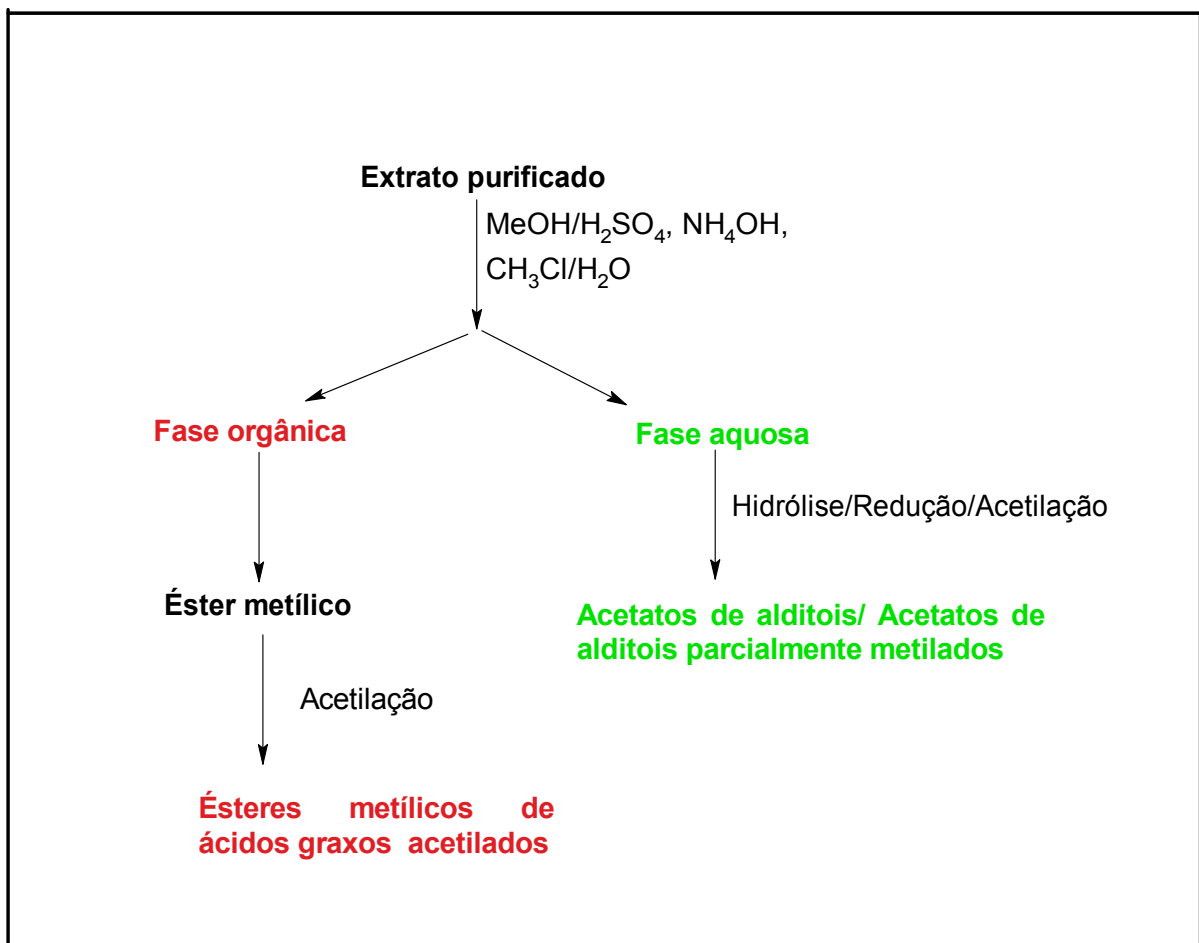 Extrato purificado
MeOH/H₂SO₄, NH₄OH,
CH₃Cl/H₂O
Fase orgânica
Fase aquosa
Hidrólise/Redução/Acetilação
Éster metílico
Acetatos de alditois/ Acetatos de
alditois parcialmente metilados
Acetilação
Ésteres metílicos de
ácidos graxos acetilados